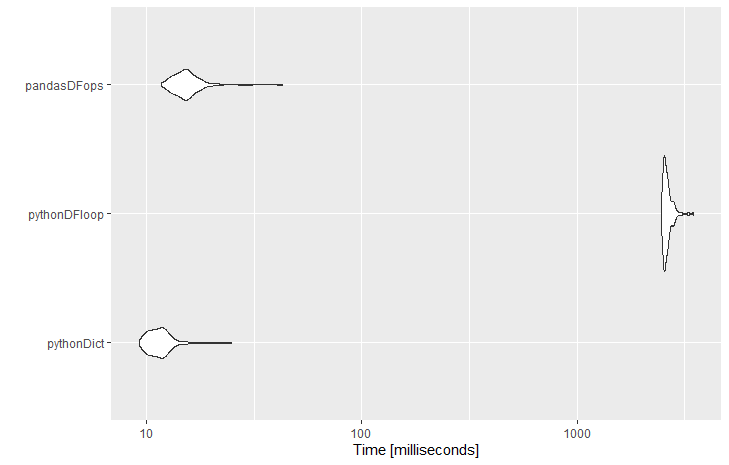 pandasDFops
pythonDFloop
pythonDict
10 100 1000
Time [milliseconds]